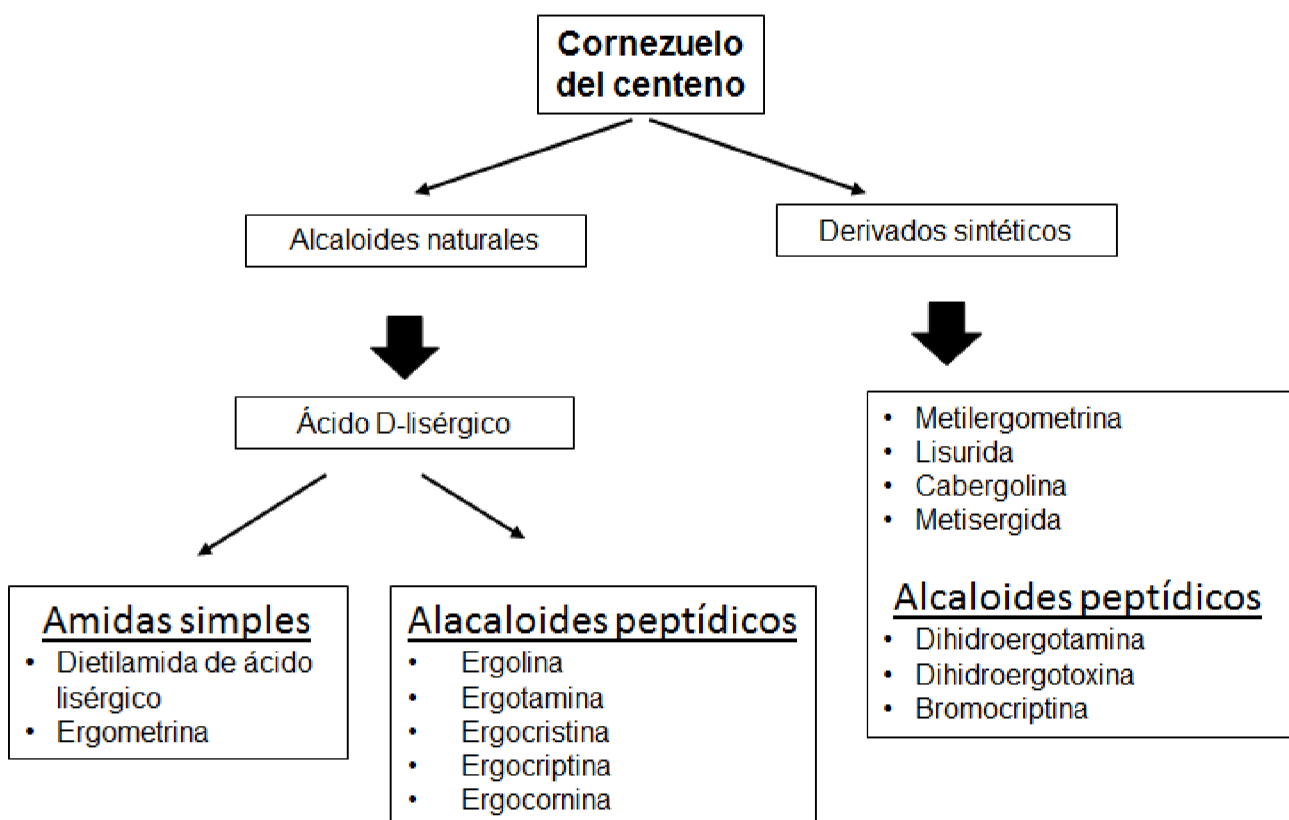 Cornezuelo
del centeno
Alcaloides naturales
Derivados sintéticos
Ácido D-lisérgico
• Metilergometrina
• Lisurida
• Cabergolina
• Metisergida
Alcaloides peptídicos
• Dihidroergotamina
• Dihidroergotoxina
• Bromocriptina
Amidas simples
• Dietilamida de ácido
lisérgico
• Ergometrina
Alacaloides peptídicos
• Ergolina
• Ergotamina
• Ergocristina
• Ergocriptina
• Ergocornina